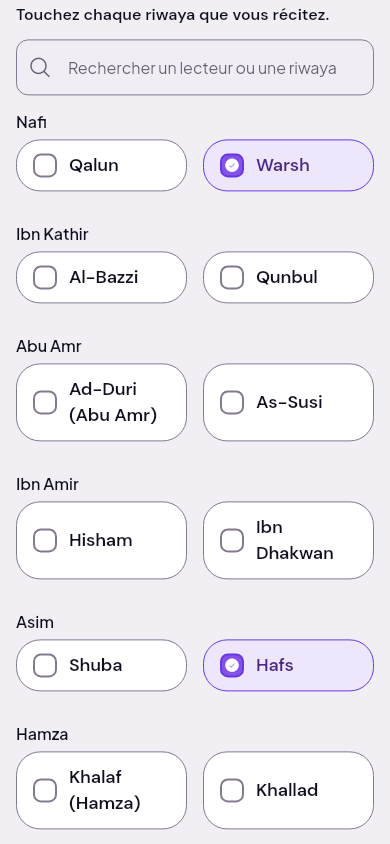 Touchez chaque riwaya que vous récitez.
Rechercher un lecteur ou une riwaya
Nafi
Qalun
Warsh
Ibn Kathir
Al-Bazzi
Qunbul
Abu Amr
Ad-Duri
(Abu Amr)
As-Susi
Ibn Amir
Hisham
Ibn
Dhakwan
Asim
Shuba
Hafs
Hamza
Khalaf
(Hamza)
Khallad